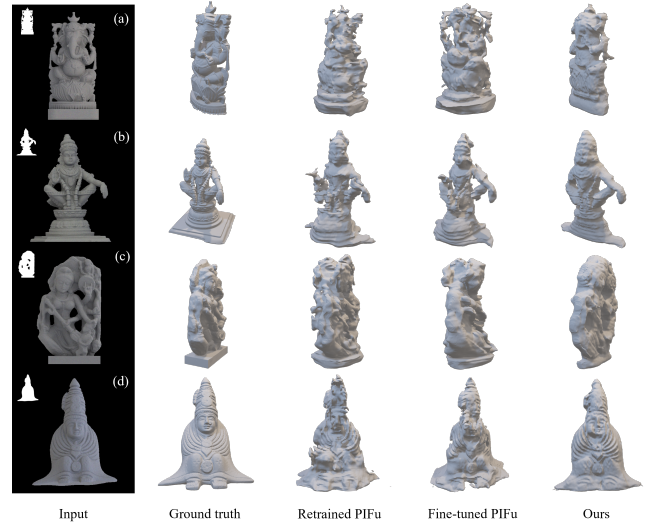 (a)
(b)
(c)
(d)
Input Ground truth Retrained PIFu Fine-tuned PIFu Ours